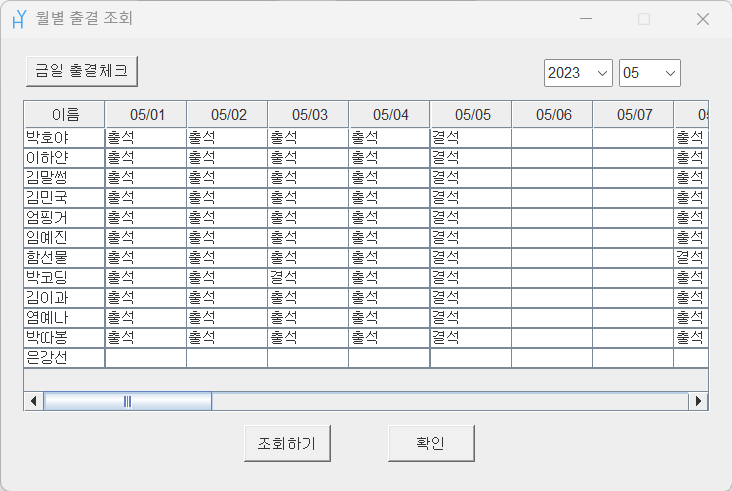 HY 월별 출결 조회
금일 출결체크 2023 05
이름 05/01 05/02 05/03 05/04 05/05 05/06 05/07 05
박호야 출석 출석 출석 출석 결석 출석
이하얀 출석 출석 출석 출석 결석 출석
김말썽 출석 출석 출석 출석 결석 출석
김민국 출석 출석 출석 출석 결석 출석
엄핑거 출석 출석 출석 출석 결석 출석
임예진 출석 출석 출석 출석 결석 출석
함선물 출석 출석 출석 출석 결석 결석
박코딩 출석 출석 결석 출석 결석 출석
김이과 출석 출석 출석 출석 결석 출석
염예나 출석 출석 출석 출석 결석 출석
박따봉 출석 출석 출석 출석 결석 출석
은강선
조회하기 확인